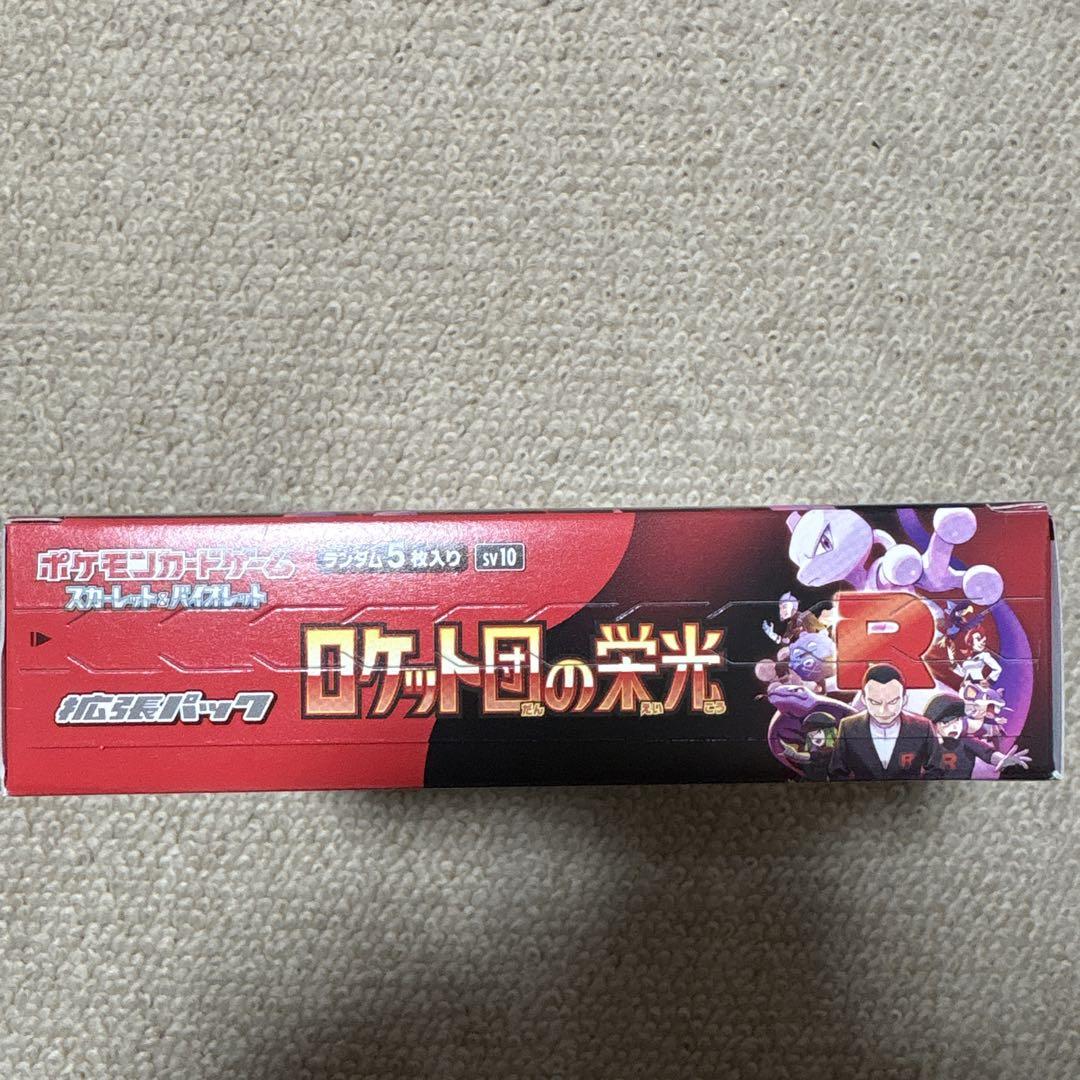 ポケモンカードゲーム
スカーレット&バイオレット
ランダム5枚入り
SV10
拡張パック
ロケット団の栄光
だん えい こう
R
R
R